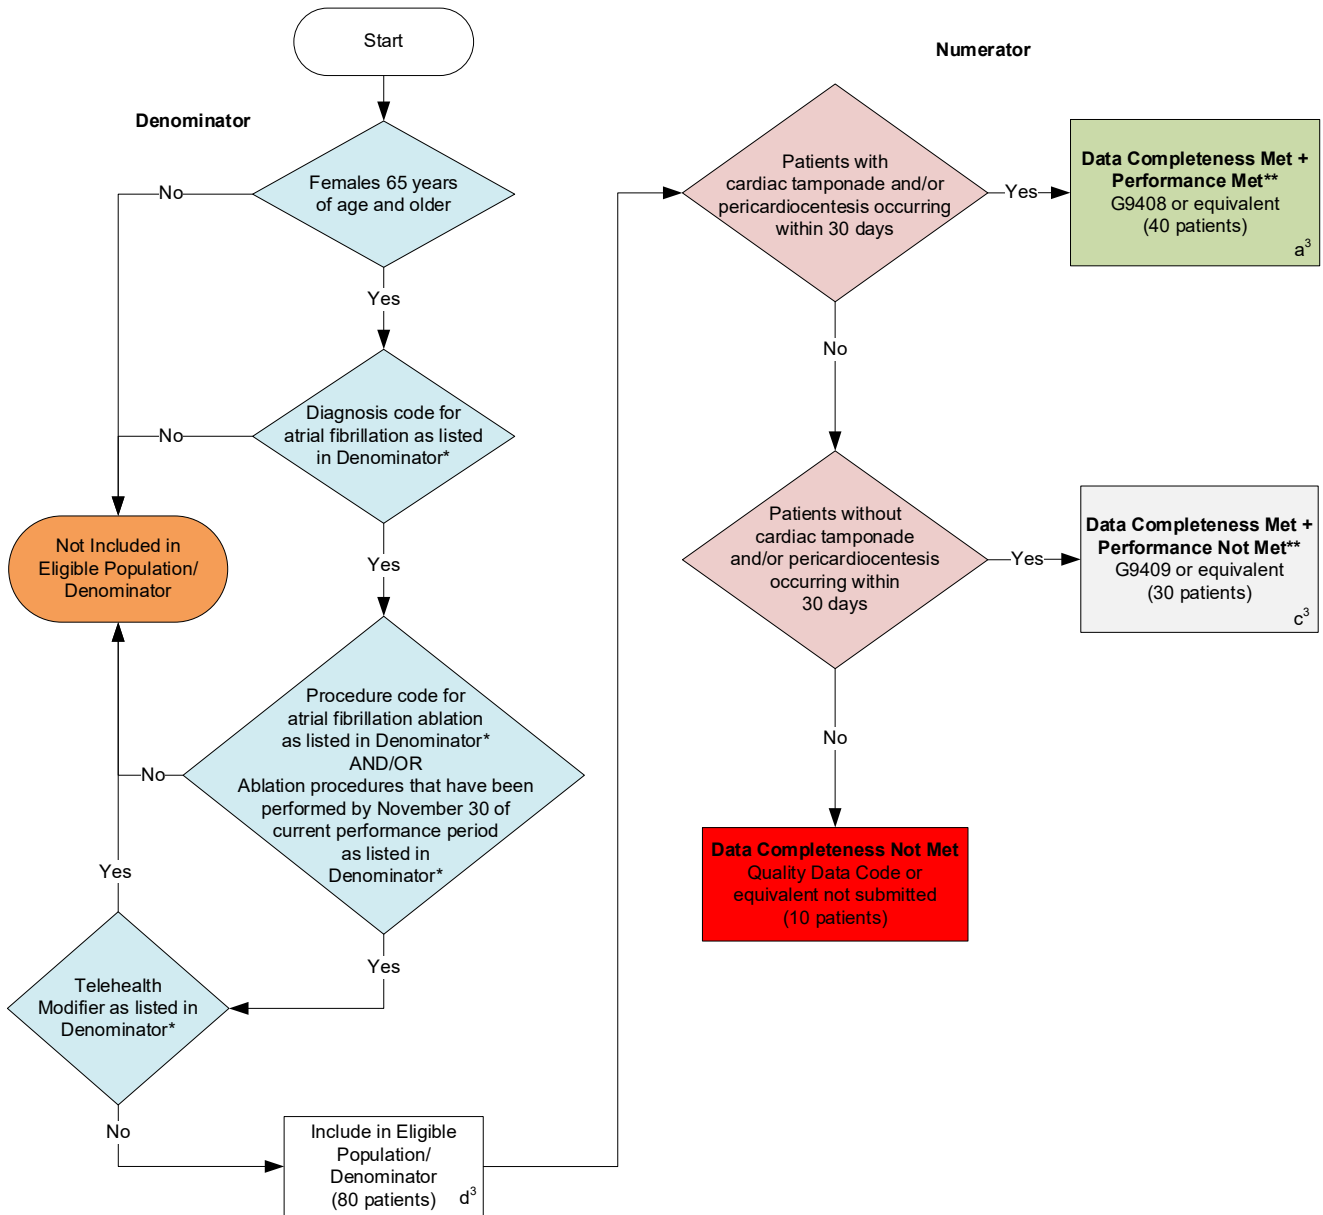 Start
Denominator
Females 65 years
of age and older
No
Yes
Diagnosis code for
atrial fibrillation as listed
in Denominator*
No
Not Included in
Eligible Population/
Denominator
Yes
Procedure code for
atrial fibrillation ablation
as listed in Denominator*
AND/OR
Ablation procedures that have been
performed by November 30 of
current performance period
as listed in
Denominator*
No
Yes
Yes
Telehealth
Modifier as listed in
Denominator*
No
Include in Eligible
Population/
Denominator
(80 patients)
d³
Numerator
Patients with
cardiac tamponade and/or
pericardiocentesis occurring
within 30 days
Yes
Data Completeness Met +
Performance Met**
G9408 or equivalent
(40 patients)
a³
No
Patients without
cardiac tamponade
and/or pericardiocentesis
occurring within
30 days
Yes
Data Completeness Met +
Performance Not Met**
G9409 or equivalent
(30 patients)
c³
No
Data Completeness Not Met
Quality Data Code or
equivalent not submitted
(10 patients)